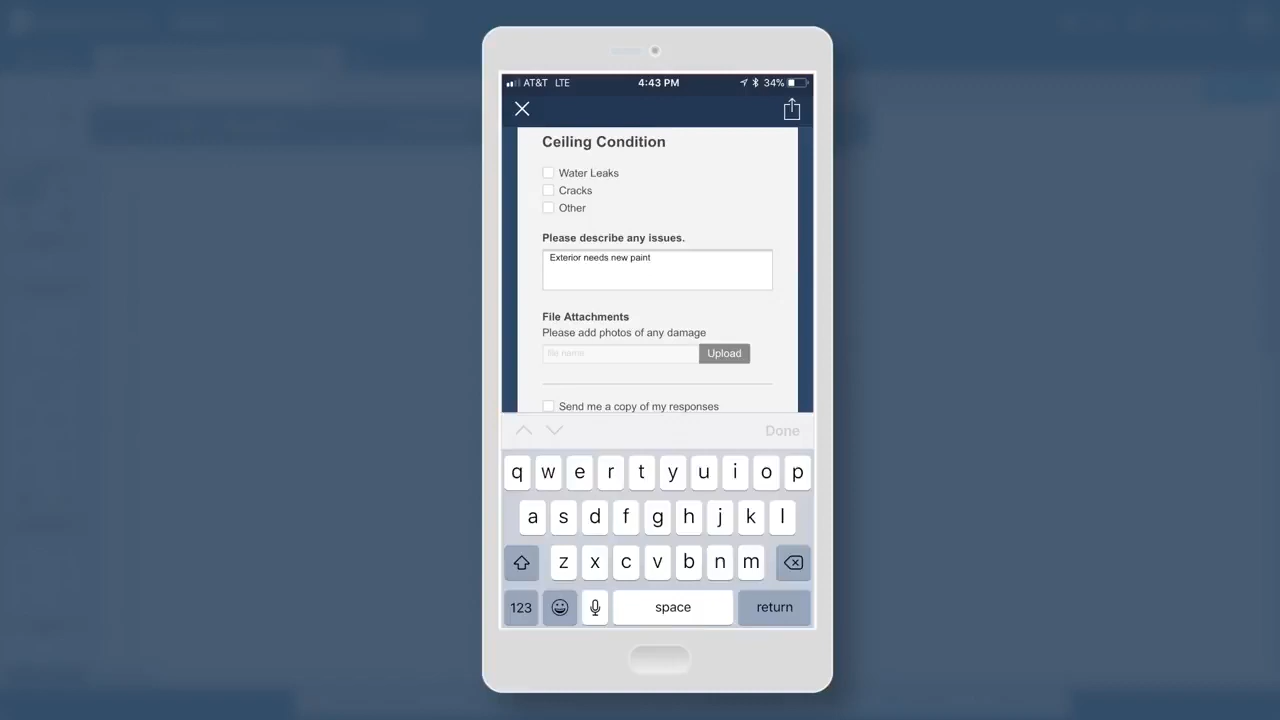 AT&T LTE 4:43 PM 34%
Ceiling Condition
Water Leaks
Cracks
Other
Please describe any issues.
Exterior needs new paint
File Attachments
Please add photos of any damage
file name Upload
Send me a copy of my responses
Done
q w e r t y u i o p
a s d f g h j k l
z x c v b n m
123 space return